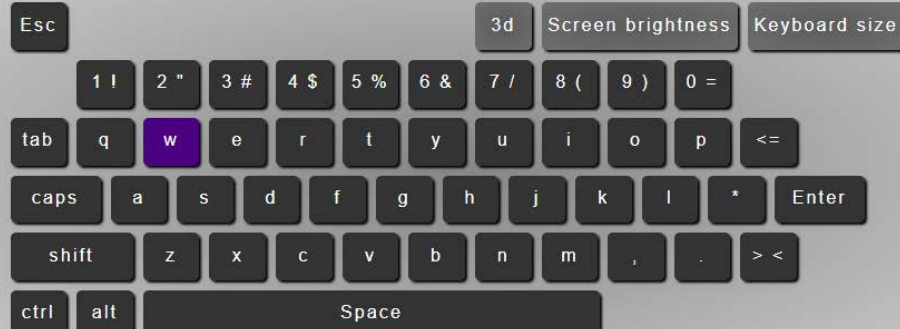 Esc 3d Screen brightness Keyboard size
1 ! 2 " 3 # 4 $ 5 % 6 & 7 / 8 ( 9 ) 0 =
tab q w e r t y u i o p <=
caps a s d f g h j k l * Enter
shift z x c v b n m , . > <
ctrl alt Space